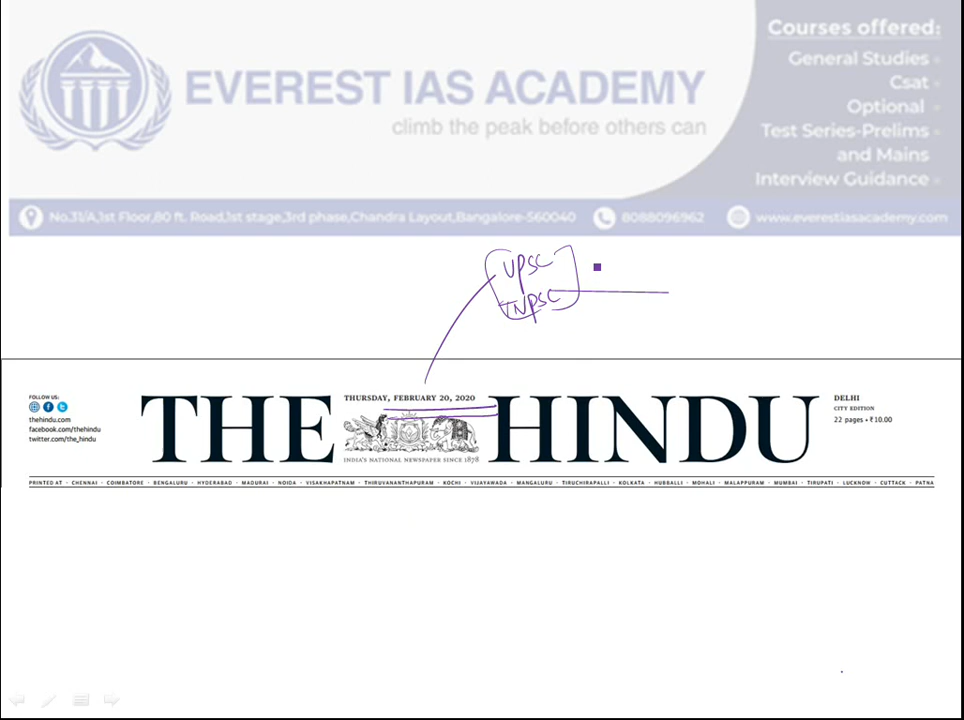 Courses offered:
General Studies
Csat
Optional
Test Series-Prelims
and Mains
Interview Guidance
EVEREST IAS ACADEMY
climb the peak before others can
No.31/A,1st Floor,80 ft. Road,1st stage,3rd phase,Chandra Layout,Bangalore-560040 8088096962 www.everestiasacademy.com
UPSC
TNPSC
FOLLOW US:
thehindu.com
facebook.com/thehindu
twitter.com/the_hindu
THE HINDU
THURSDAY, FEBRUARY 20, 2020
INDIA'S NATIONAL NEWSPAPER SINCE 1878
DELHI
CITY EDITION
22 pages • ₹10.00
PRINTED AT · CHENNAI · COIMBATORE · BENGALURU · HYDERABAD · MADURAI · NOIDA · VISAKHAPATNAM · THIRUVANANTHAPURAM · KOCHI · VIJAYAWADA · MANGALURU · TIRUCHIRAPALLI · KOLKATA · HUBBALLI · MOHALI · MALAPPURAM · MUMBAI · TIRUPATI · LUCKNOW · CUTTACK · PATNA